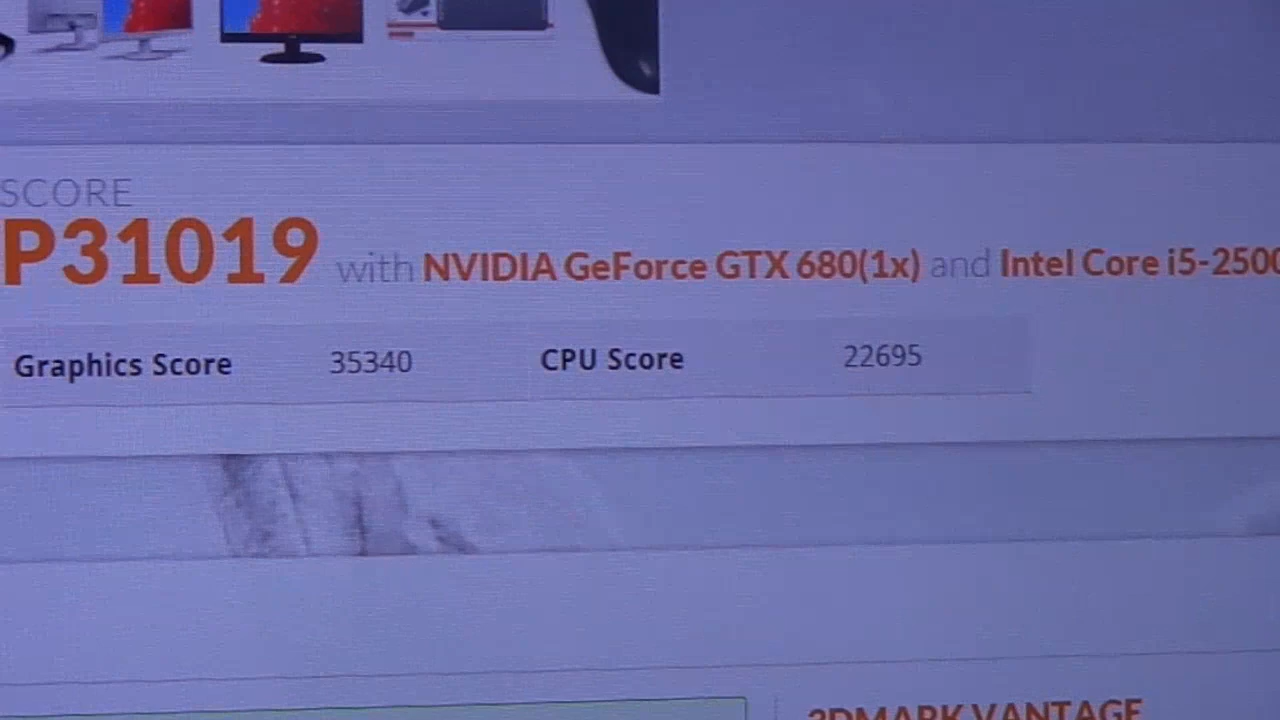 SCORE
P31019 with NVIDIA GeForce GTX 680(1x) and Intel Core i5-2500
Graphics Score 35340 CPU Score 22695
3DMARK VANTAGE